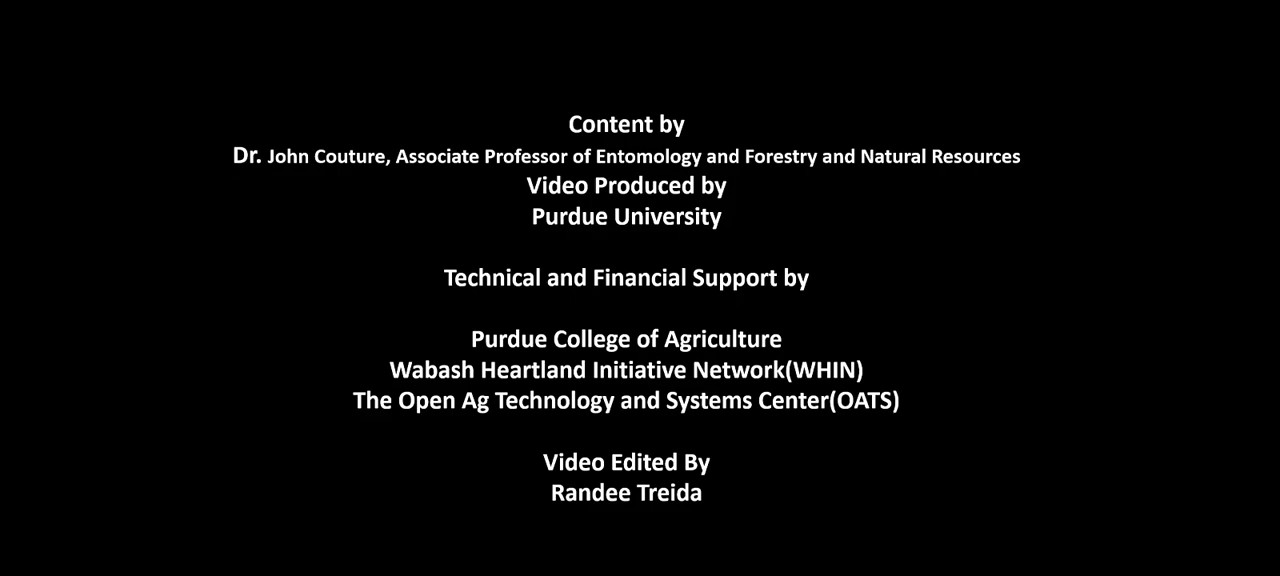 Content by
Dr. John Couture, Associate Professor of Entomology and Forestry and Natural Resources
Video Produced by
Purdue University
Technical and Financial Support by
Purdue College of Agriculture
Wabash Heartland Initiative Network(WHIN)
The Open Ag Technology and Systems Center(OATS)
Video Edited By
Randee Treida